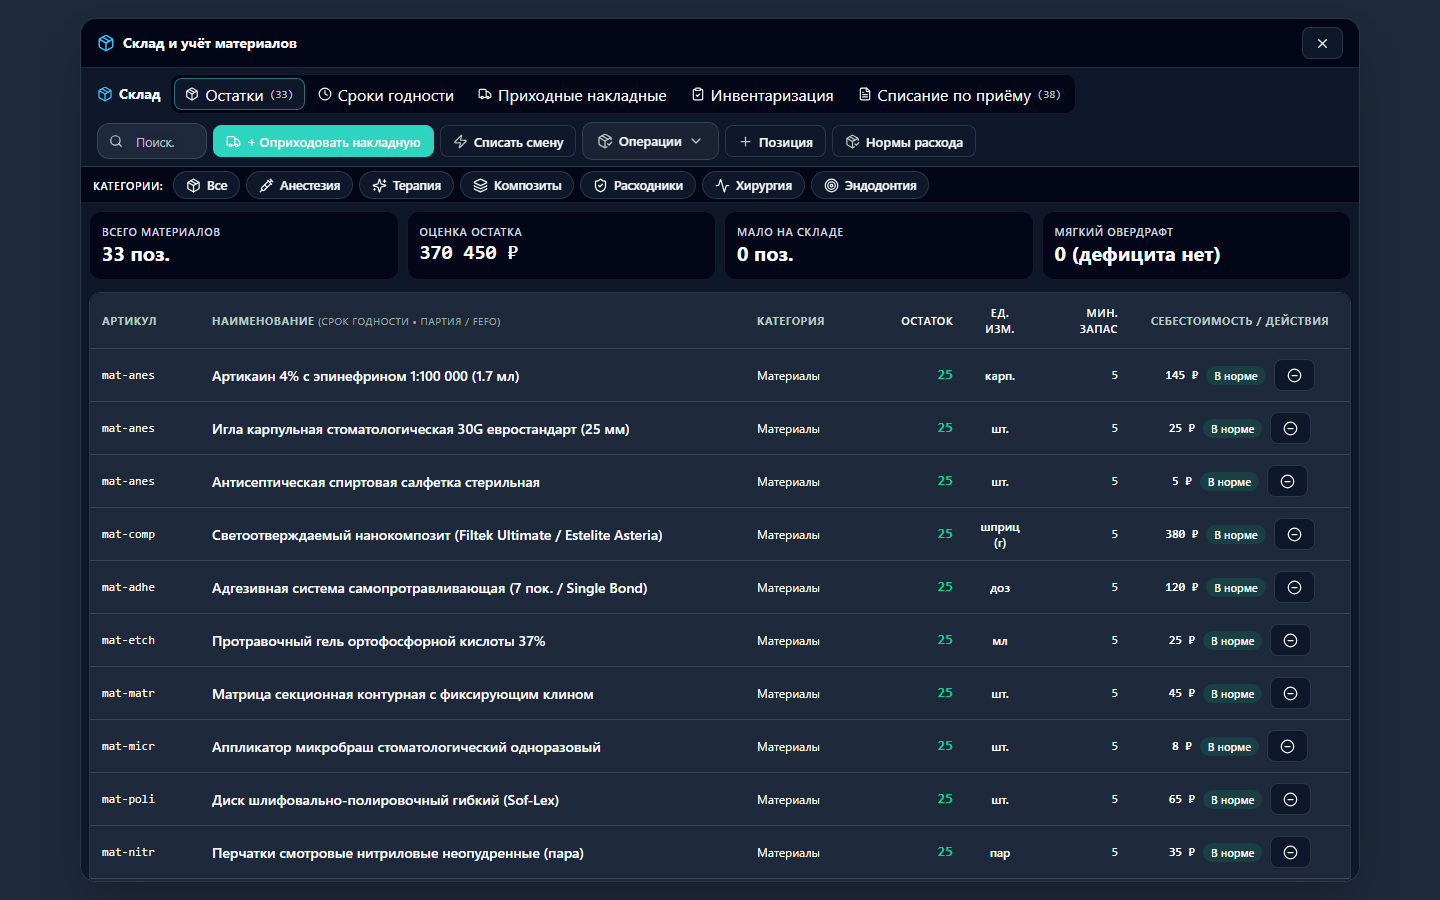 Склад и учёт материалов
Склад Остатки (33) Сроки годности Приходные накладные Инвентаризация Списание по приёму (38)
Поиск. + Оприходовать накладную Списать смену Операции Позиция Нормы расхода
КАТЕГОРИИ: Все Анестезия Терапия Композиты Расходники Хирургия Эндодонтия
ВСЕГО МАТЕРИАЛОВ
33 поз.
ОЦЕНКА ОСТАТКА
370 450 ₽
МАЛО НА СКЛАДЕ
0 поз.
МЯГКИЙ ОВЕРДРАФТ
0 (дефицита нет)
АРТИКУЛ НАИМЕНОВАНИЕ (СРОК ГОДНОСТИ • ПАРТИЯ / FEFO) КАТЕГОРИЯ ОСТАТОК ЕД. ИЗМ. МИН. ЗАПАС СЕБЕСТОИМОСТЬ / ДЕЙСТВИЯ
mat-anes Артикаин 4% с эпинефрином 1:100 000 (1.7 мл) Материалы 25 карп. 5 145 ₽ В норме
mat-anes Игла карпульная стоматологическая 30G евростандарт (25 мм) Материалы 25 шт. 5 25 ₽ В норме
mat-anes Антисептическая спиртовая салфетка стерильная Материалы 25 шт. 5 5 ₽ В норме
mat-comp Светоотверждаемый нанокомпозит (Filtek Ultimate / Estelite Asteria) Материалы 25 шприц (г) 5 380 ₽ В норме
mat-adhe Адгезивная система самопротравливающая (7 пок. / Single Bond) Материалы 25 доз 5 120 ₽ В норме
mat-etch Протравочный гель ортофосфорной кислоты 37% Материалы 25 мл 5 25 ₽ В норме
mat-matr Матрица секционная контурная с фиксирующим клином Материалы 25 шт. 5 45 ₽ В норме
mat-micr Аппликатор микробраш стоматологический одноразовый Материалы 25 шт. 5 8 ₽ В норме
mat-poli Диск шлифовально-полировочный гибкий (Sof-Lex) Материалы 25 шт. 5 65 ₽ В норме
mat-nitr Перчатки смотровые нитриловые неопудренные (пара) Материалы 25 пар 5 35 ₽ В норме